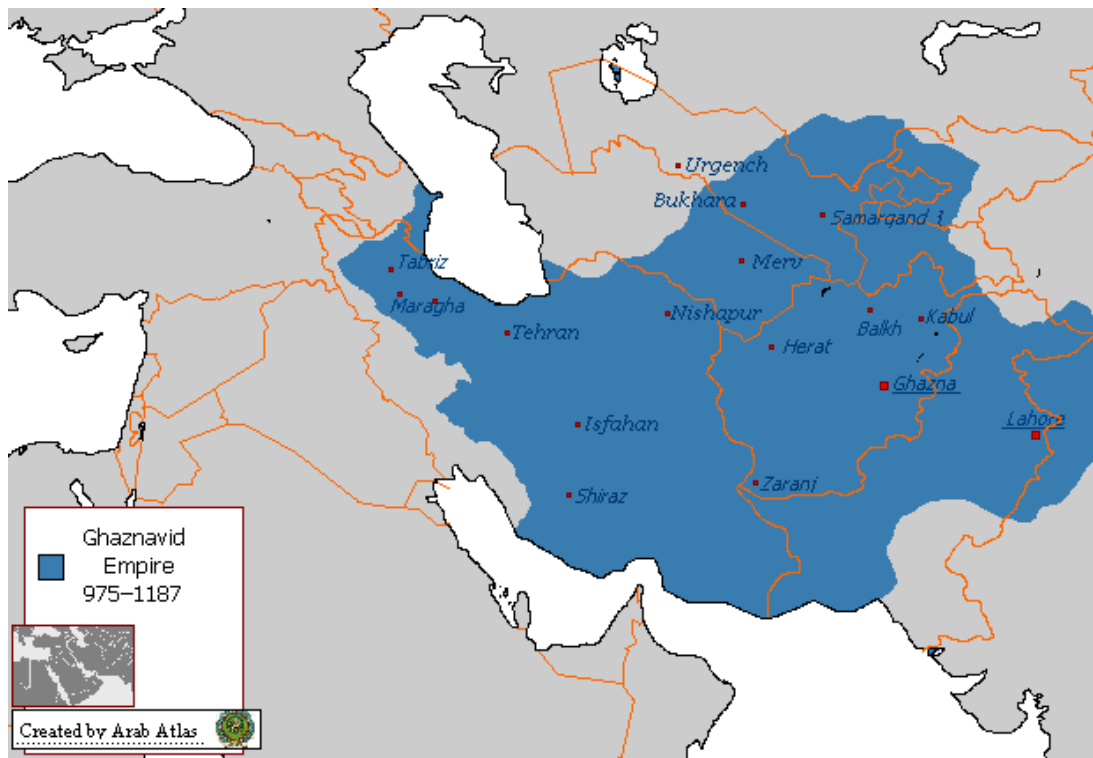 Urgench
Bukhara
Samarqand 1
Tabriz
Merv
Maragha
Nishapur
Tehran
Balkh
Kabul
Herat
Ghazna
Lahore
Isfahan
Zaranj
Shiraz
Ghaznavid
Empire
975-1187
Created by Arab Atlas